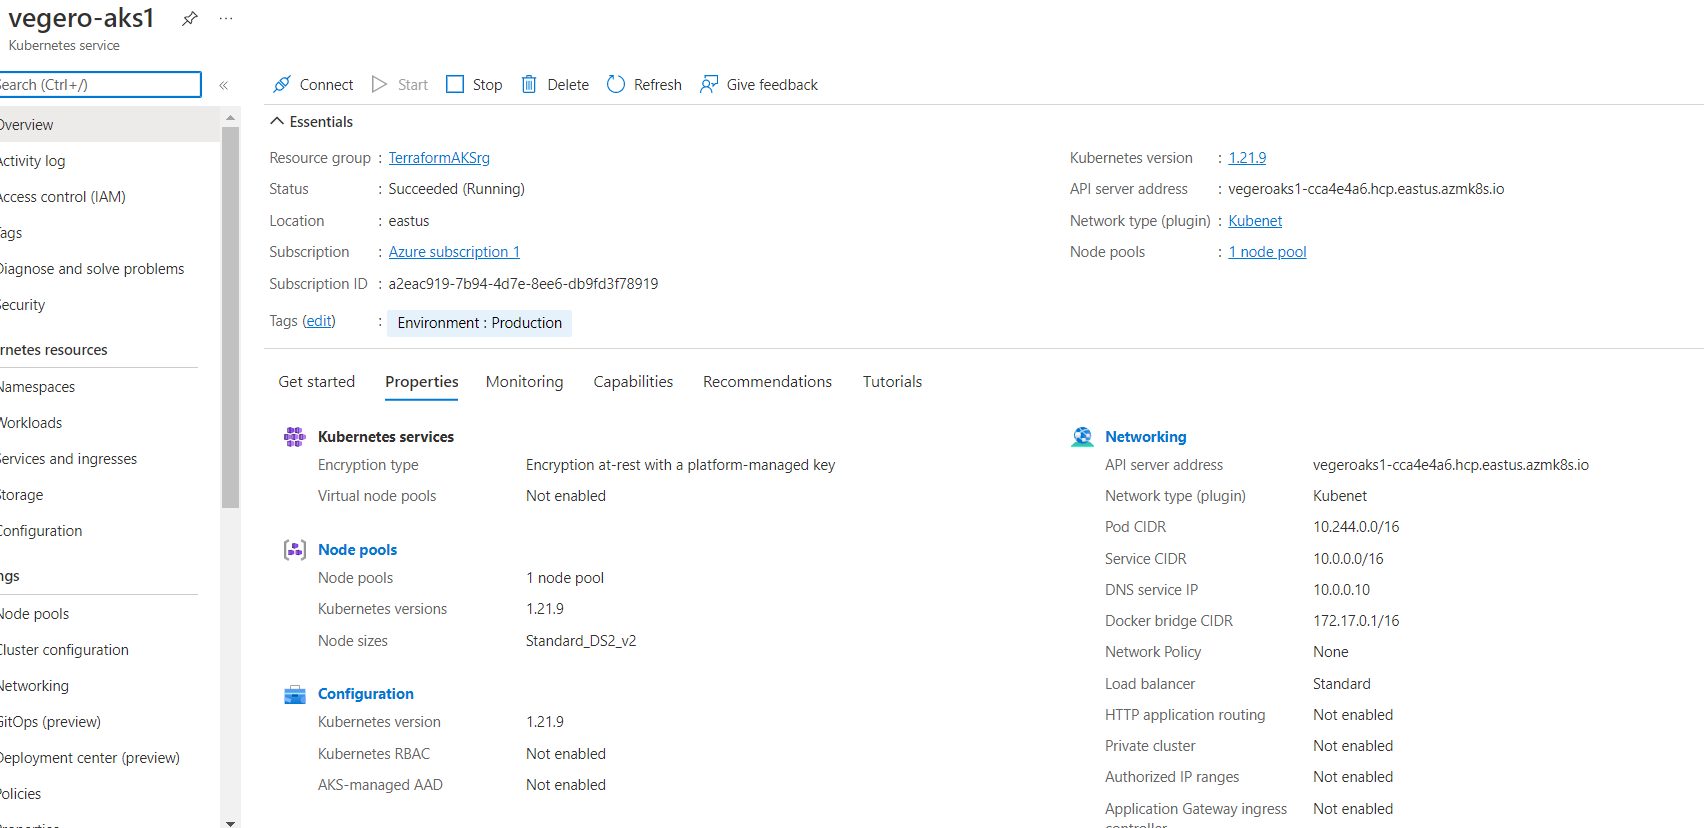 vegero-aks1
Kubernetes service
Search (Ctrl+/)
Overview
Activity log
Access control (IAM)
Tags
Diagnose and solve problems
Security
rnetes resources
Namespaces
Workloads
Services and ingresses
Storage
Configuration
ngs
Node pools
Cluster configuration
Networking
GitOps (preview)
Deployment center (preview)
Policies
Properties
Connect Start Stop Delete Refresh Give feedback
Essentials
Resource group : TerraformAKSrg
Status : Succeeded (Running)
Location : eastus
Subscription : Azure subscription 1
Subscription ID : a2eac919-7b94-4d7e-8ee6-db9fd3f78919
Tags (edit) : Environment : Production
Kubernetes version : 1.21.9
API server address : vegeroaks1-cca4e4a6.hcp.eastus.azmk8s.io
Network type (plugin) : Kubenet
Node pools : 1 node pool
Get started Properties Monitoring Capabilities Recommendations Tutorials
Kubernetes services
Encryption type Encryption at-rest with a platform-managed key
Virtual node pools Not enabled
Node pools
Node pools 1 node pool
Kubernetes versions 1.21.9
Node sizes Standard_DS2_v2
Configuration
Kubernetes version 1.21.9
Kubernetes RBAC Not enabled
AKS-managed AAD Not enabled
Networking
API server address vegeroaks1-cca4e4a6.hcp.eastus.azmk8s.io
Network type (plugin) Kubenet
Pod CIDR 10.244.0.0/16
Service CIDR 10.0.0.0/16
DNS service IP 10.0.0.10
Docker bridge CIDR 172.17.0.1/16
Network Policy None
Load balancer Standard
HTTP application routing Not enabled
Private cluster Not enabled
Authorized IP ranges Not enabled
Application Gateway ingress Not enabled
controller